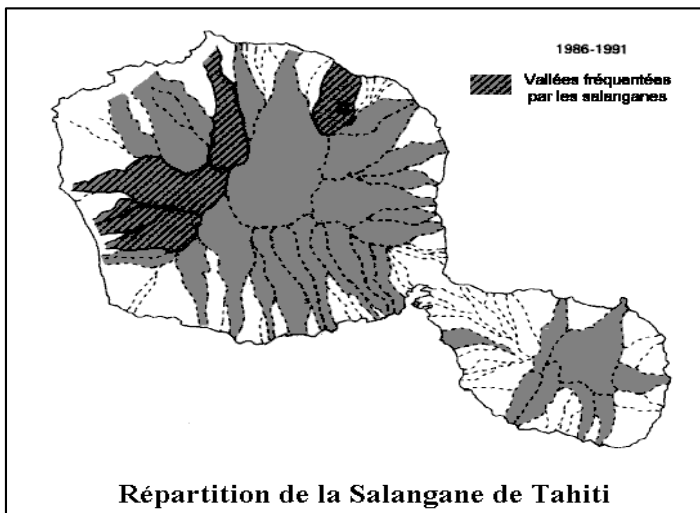 1986-1991
Vallées fréquentées
par les salanganes
Répartition de la Salangane de Tahiti